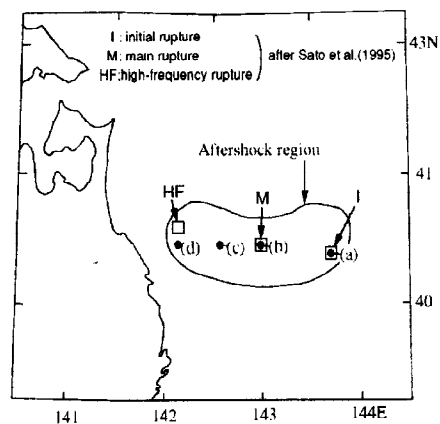 I : initial rupture
M: main rupture
HF:high-frequency rupture
after Sato et al.(1995)
43N
Aftershock region
41
HF
M
I
(d)
(c)
(b)
(a)
40
141
142
143
144E